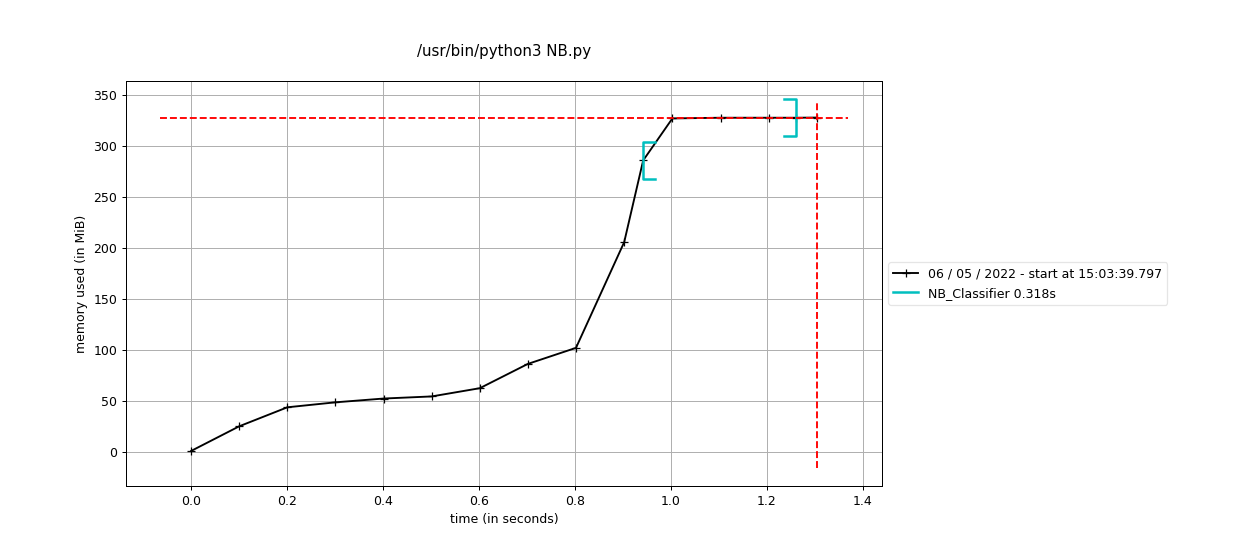 /usr/bin/python3 NB.py
350
300
250
200
150
100
50
0
memory used (in MiB)
0.0 0.2 0.4 0.6 0.8 1.0 1.2 1.4
time (in seconds)
06 / 05 / 2022 - start at 15:03:39.797
NB_Classifier 0.318s